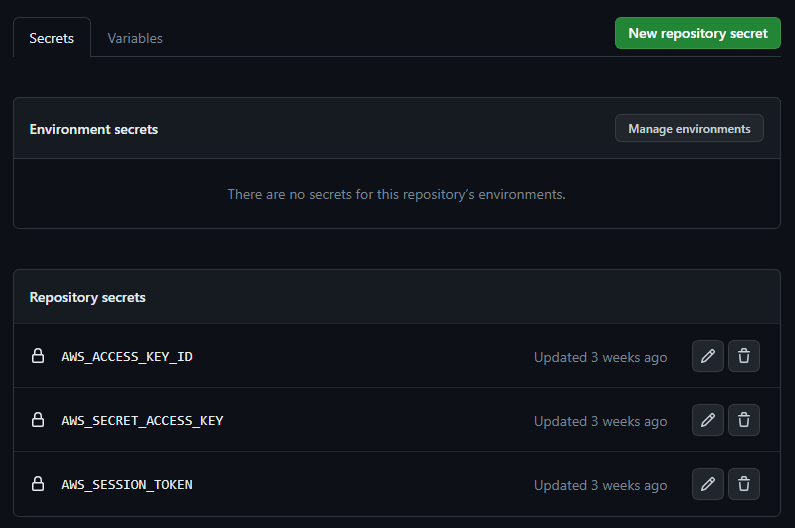 Secrets
Variables
New repository secret
Environment secrets
Manage environments
There are no secrets for this repository's environments.
Repository secrets
AWS_ACCESS_KEY_ID
Updated 3 weeks ago
AWS_SECRET_ACCESS_KEY
Updated 3 weeks ago
AWS_SESSION_TOKEN
Updated 3 weeks ago